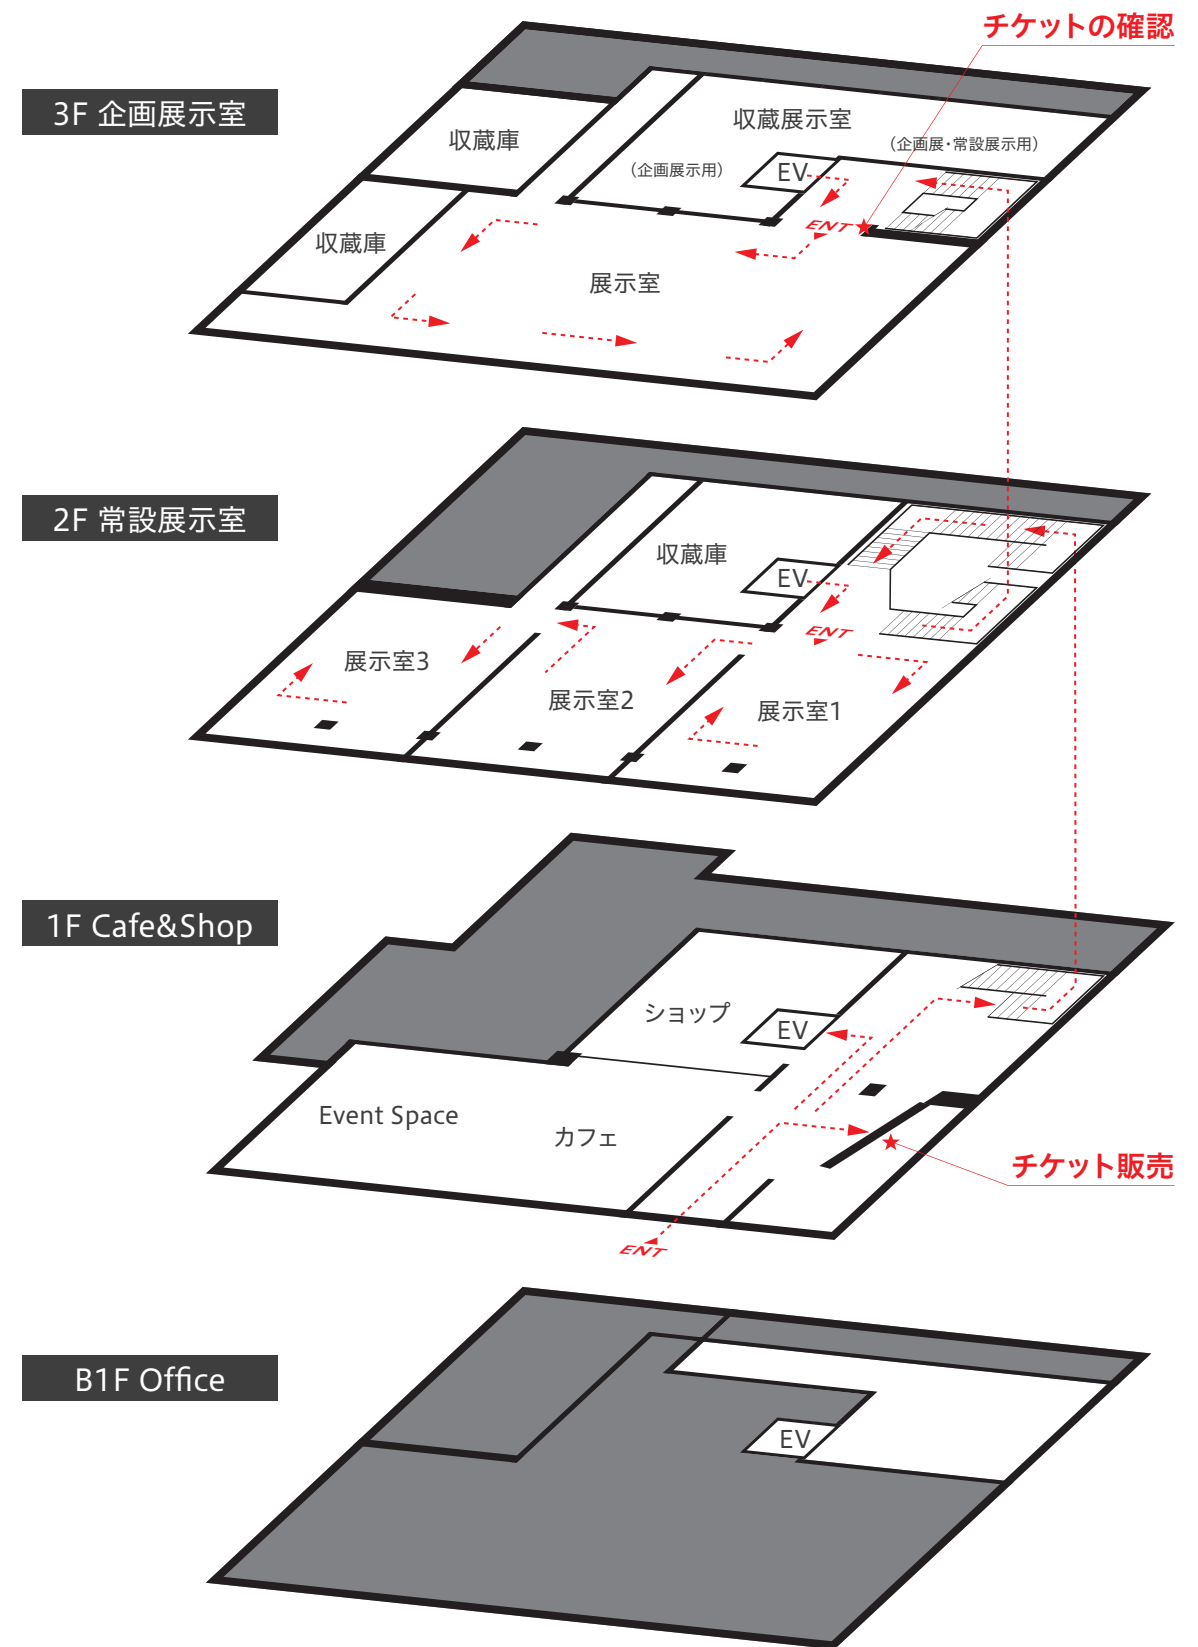 チケットの確認
3F 企画展示室
収蔵展示室
収蔵庫
(企画展・常設展示用)
(企画展示用)
EV
ENT
収蔵庫
展示室
2F 常設展示室
収蔵庫
EV
ENT
展示室3
展示室2
展示室1
1F Cafe&Shop
ショップ
EV
Event Space
カフェ
チケット販売
ENT
B1F Office
EV